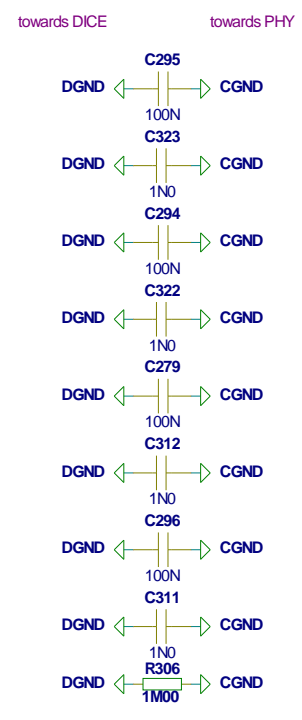 towards DICE towards PHY
C295
DGND CGND
100N
C323
DGND CGND
1N0
C294
DGND CGND
100N
C322
DGND CGND
1N0
C279
DGND CGND
100N
C312
DGND CGND
1N0
C296
DGND CGND
100N
C311
DGND CGND
1N0
R306
DGND CGND
1M00